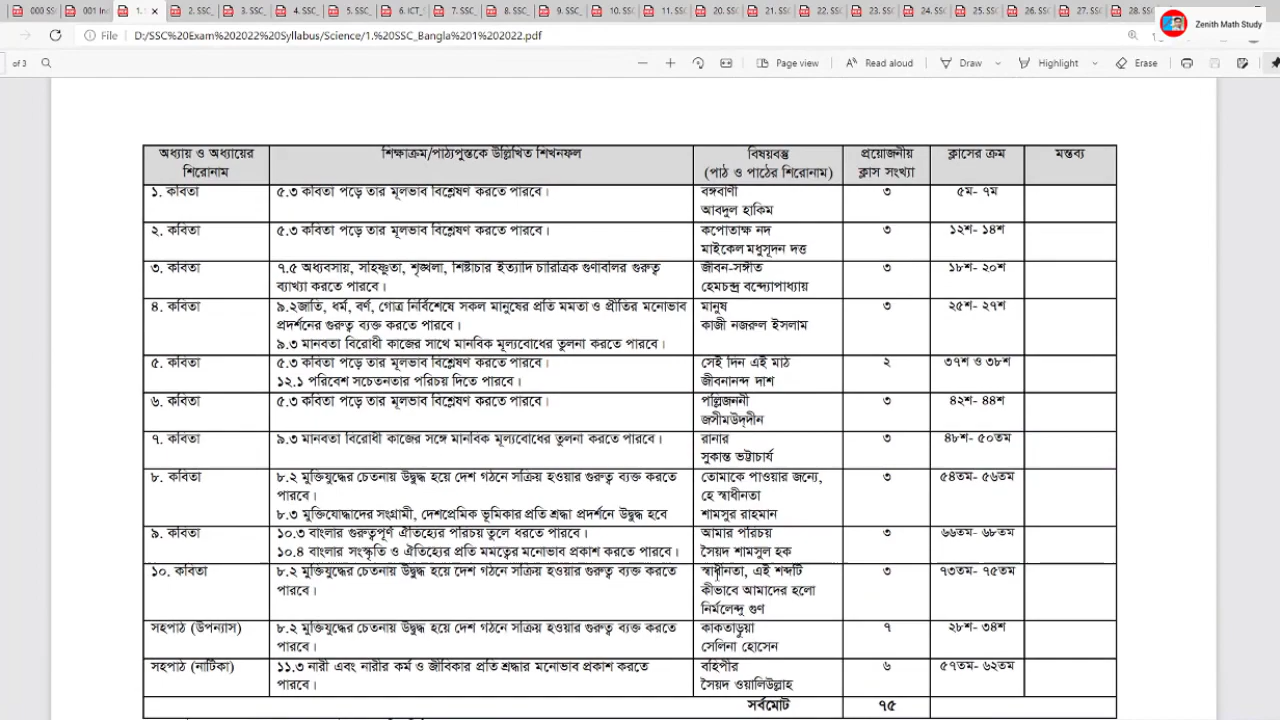 000 SS
001 In
1.
2. SSC_
3. SSC_
4. SSC_
5. SSC_
6. ICT_
7. SSC_
8. SSC_
9. SSC_
10. SSC
11. SSC
20. SSC
21. SSC
22. SSC
23. SSC
24. SSC
25. SSC
26. SSC
27. SSC
28. SSC
Zenith Math Study
File D:/SSC%20Exam%202022%20Syllabus/Science/1.%20SSC_Bangla%201%202022.pdf
of 3
Page view
Read aloud
Draw
Highlight
Erase
অধ্যায় ও অধ্যায়ের
শিরোনাম
শিক্ষাক্রম/পাঠ্যপুস্তকে উল্লিখিত শিখনফল
বিষয়বস্তু
(পাঠ ও পাঠের শিরোনাম)
প্রয়োজনীয়
ক্লাস সংখ্যা
ক্লাসের ক্রম
মন্তব্য
১. কবিতা
৫.৩ কবিতা পড়ে তার মূলভাব বিশ্লেষণ করতে পারবে।
বঙ্গবাণী
আবদুল হাকিম
৩
৫ম- ৭ম
২. কবিতা
৫.৩ কবিতা পড়ে তার মূলভাব বিশ্লেষণ করতে পারবে।
কপোতাক্ষ নদ
মাইকেল মধুসূদন দত্ত
৩
১২শ- ১৪শ
৩. কবিতা
৭.৫ অধ্যবসায়, সহিষ্ণুতা, শৃঙ্খলা, শিষ্টাচার ইত্যাদি চারিত্রিক গুণাবলির গুরুত্ব
ব্যাখ্যা করতে পারবে।
জীবন-সঙ্গীত
হেমচন্দ্র বন্দ্যোপাধ্যায়
৩
১৮শ- ২০শ
৪. কবিতা
৯.২জাতি, ধর্ম, বর্ণ, গোত্র নির্বিশেষে সকল মানুষের প্রতি মমতা ও প্রীতির মনোভাব
প্রদর্শনের গুরুত্ব ব্যক্ত করতে পারবে।
৯.৩ মানবতা বিরোধী কাজের সাথে মানবিক মূল্যবোধের তুলনা করতে পারবে।
মানুষ
কাজী নজরুল ইসলাম
৩
২৫শ- ২৭শ
৫. কবিতা
৫.৩ কবিতা পড়ে তার মূলভাব বিশ্লেষণ করতে পারবে।
১২.১ পরিবেশ সচেতনতার পরিচয় দিতে পারবে।
সেই দিন এই মাঠ
জীবনানন্দ দাশ
২
৩৭শ ও ৩৮শ
৬. কবিতা
৫.৩ কবিতা পড়ে তার মূলভাব বিশ্লেষণ করতে পারবে।
পল্লিজননী
জসীমউদ্‌দীন
৩
৪২শ- ৪৪শ
৭. কবিতা
৯.৩ মানবতা বিরোধী কাজের সঙ্গে মানবিক মূল্যবোধের তুলনা করতে পারবে।
রানার
সুকান্ত ভট্টাচার্য
৩
৪৮শ- ৫০তম
৮. কবিতা
৮.২ মুক্তিযুদ্ধের চেতনায় উদ্বুদ্ধ হয়ে দেশ গঠনে সক্রিয় হওয়ার গুরুত্ব ব্যক্ত করতে
পারবে।
৮.৩ মুক্তিযোদ্ধাদের সংগ্রামী, দেশপ্রেমিক ভূমিকার প্রতি শ্রদ্ধা প্রদর্শনে উদ্বুদ্ধ হবে
তোমাকে পাওয়ার জন্যে,
হে স্বাধীনতা
শামসুর রাহমান
৩
৫৪তম- ৫৬তম
৯. কবিতা
১০.৩ বাংলার গুরুত্বপূর্ণ ঐতিহ্যের পরিচয় তুলে ধরতে পারবে।
১০.৪ বাংলার সংস্কৃতি ও ঐতিহ্যের প্রতি মমত্বের মনোভাব প্রকাশ করতে পারবে।
আমার পরিচয়
সৈয়দ শামসুল হক
৩
৬৬তম- ৬৮তম
১০. কবিতা
৮.২ মুক্তিযুদ্ধের চেতনায় উদ্বুদ্ধ হয়ে দেশ গঠনে সক্রিয় হওয়ার গুরুত্ব ব্যক্ত করতে
পারবে।
স্বাধীনতা, এই শব্দটি
কীভাবে আমাদের হলো
নির্মলেন্দু গুণ
৩
৭৩তম- ৭৫তম
সহপাঠ (উপন্যাস)
৮.২ মুক্তিযুদ্ধের চেতনায় উদ্বুদ্ধ হয়ে দেশ গঠনে সক্রিয় হওয়ার গুরুত্ব ব্যক্ত করতে
পারবে।
কাকতাড়ুয়া
সেলিনা হোসেন
৭
২৮শ- ৩৪শ
সহপাঠ (নাটিকা)
১১.৩ নারী এবং নারীর কর্ম ও জীবিকার প্রতি শ্রদ্ধার মনোভাব প্রকাশ করতে
পারবে।
বহিপীর
সৈয়দ ওয়ালিউল্লাহ
৬
৫৭তম- ৬২তম
সর্বমোট
৭৫